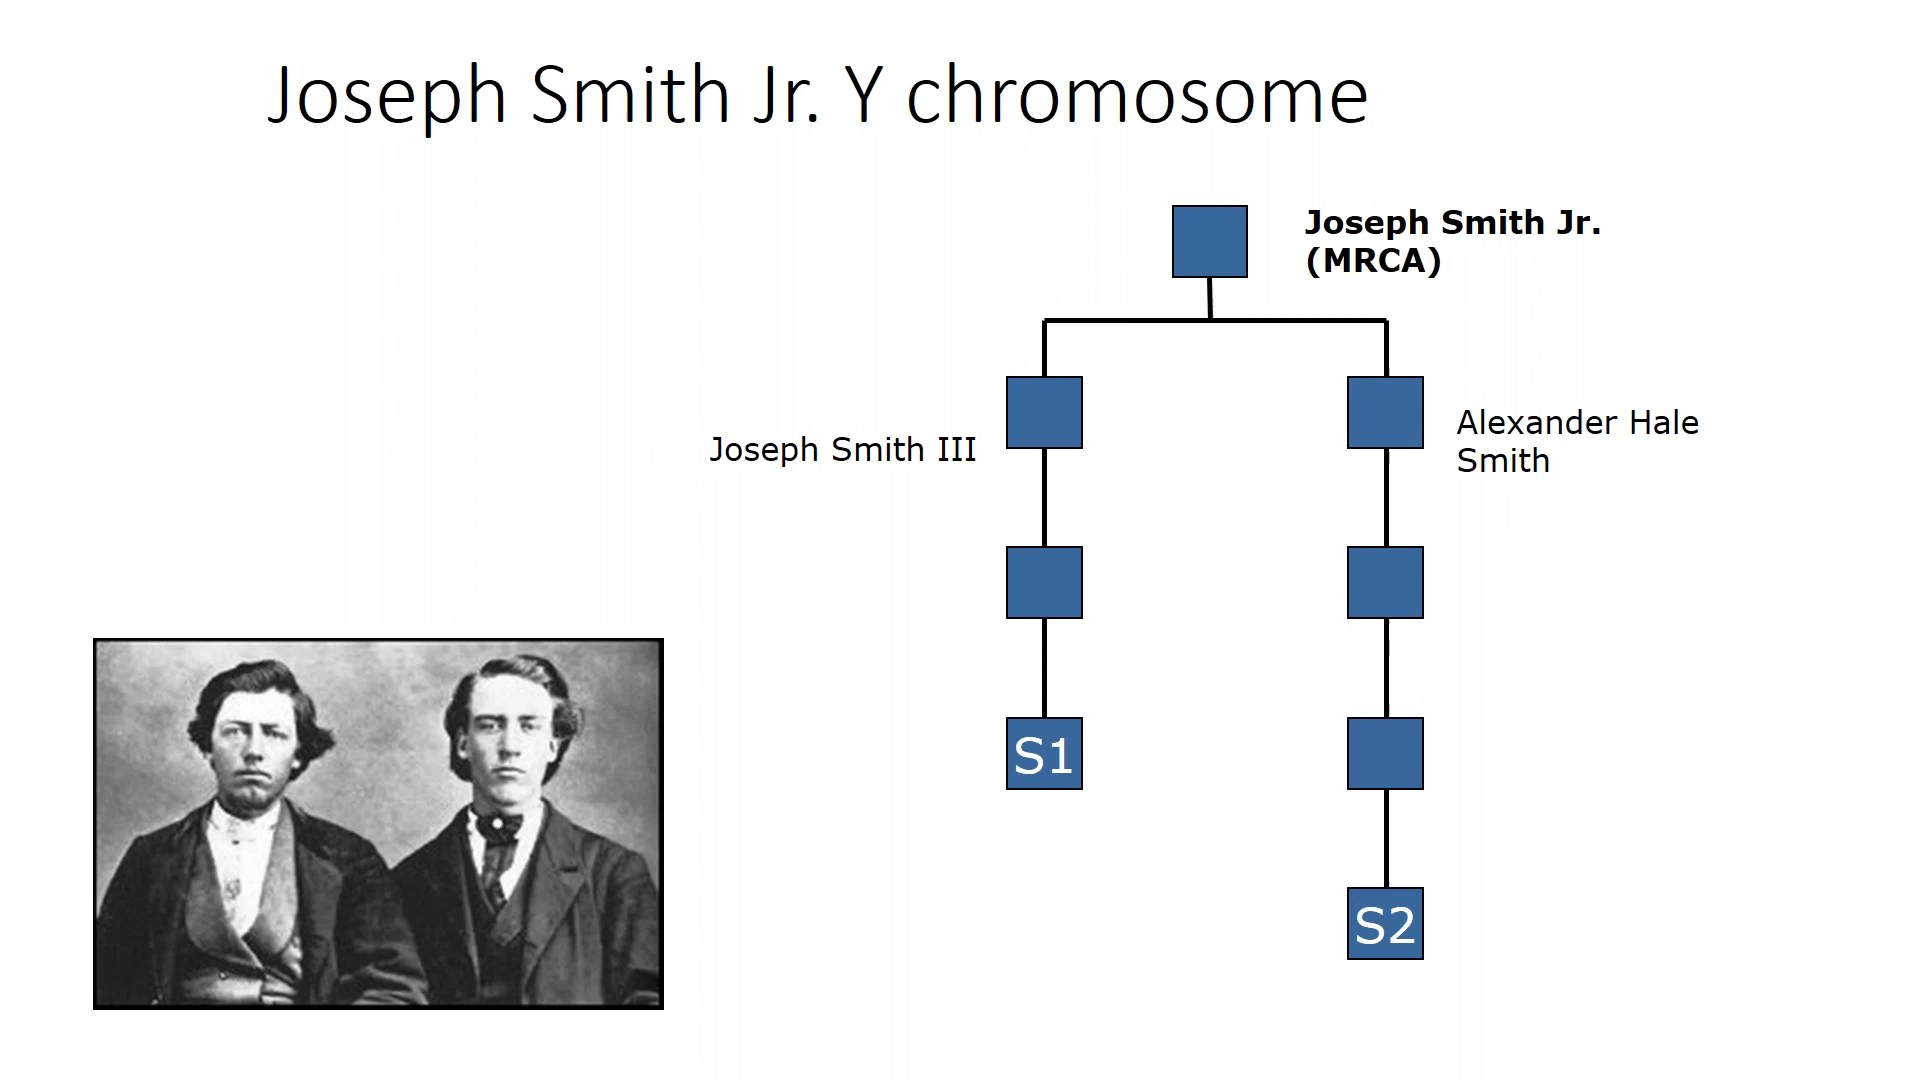 Joseph Smith Jr. Y chromosome
Joseph Smith Jr.
(MRCA)
Joseph Smith III
Alexander Hale
Smith
S1
S2